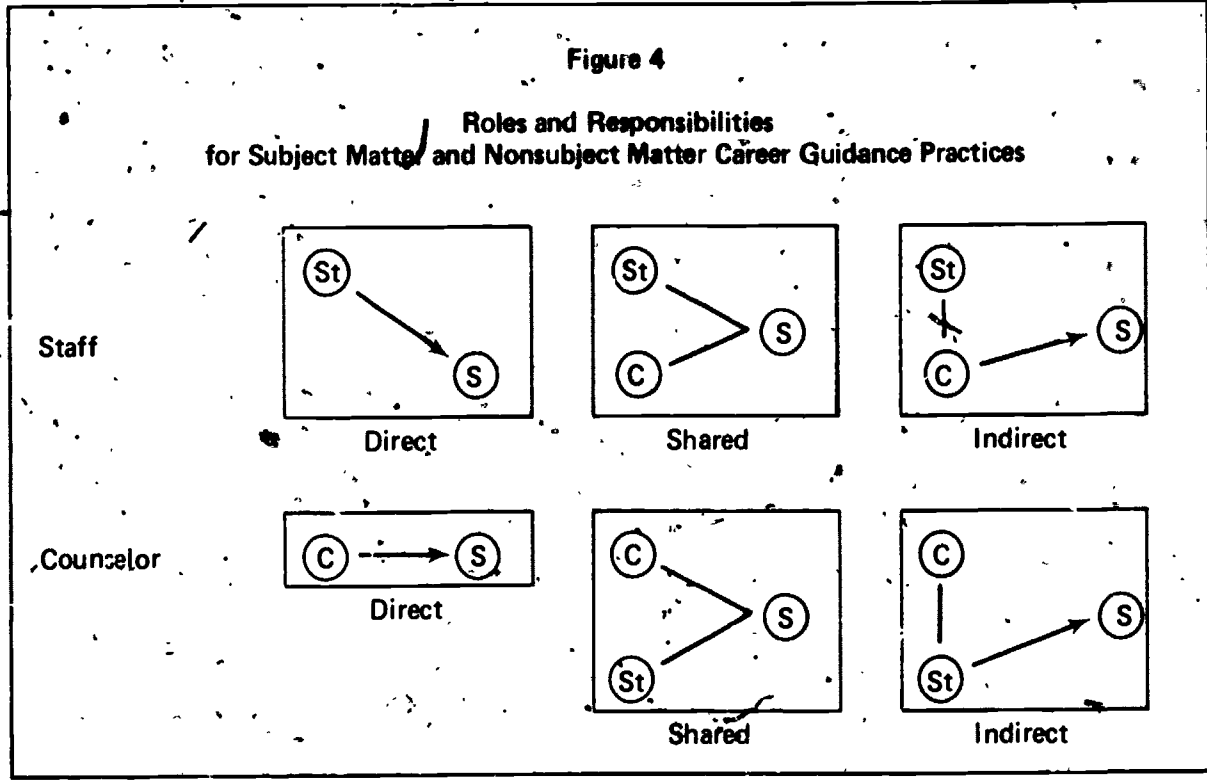 Figure 4
Roles and Responsibilities
for Subject Matter and Nonsubject Matter Career Guidance Practices
Staff
St
S
Direct
St
C
S
Shared
St
C
S
Indirect
Counselor
C
S
Direct
C
St
S
Shared
C
St
S
Indirect